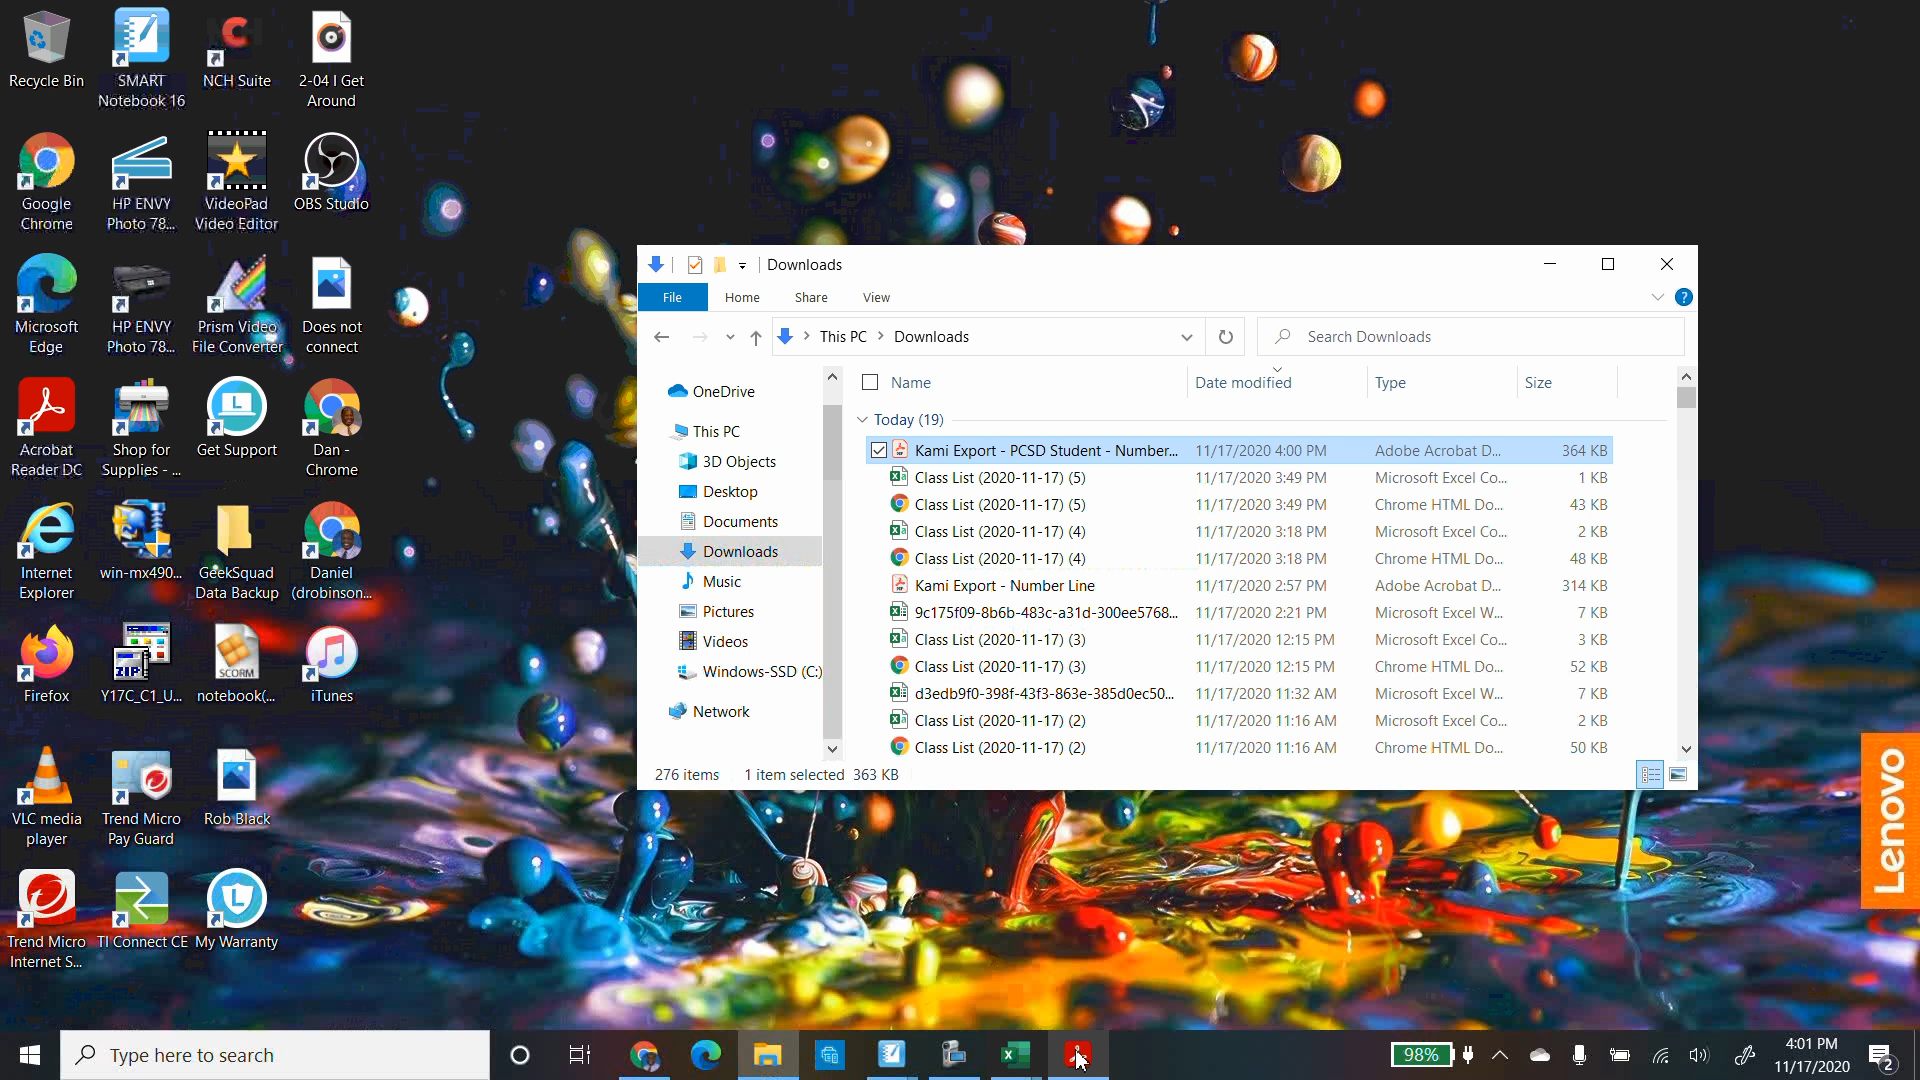 Recycle Bin
SMART
Notebook 16
NCH Suite
2-04 I Get
Around
Google
Chrome
HP ENVY
Photo 78...
VideoPad
Video Editor
OBS Studio
Microsoft
Edge
HP ENVY
Photo 78...
Prism Video
File Converter
Does not
connect
Acrobat
Reader DC
Shop for
Supplies - ...
Get Support
Dan -
Chrome
Internet
Explorer
win-mx490...
GeekSquad
Data Backup
Daniel
(drobinson...
Firefox
Y17C_C1_U...
SCORM
notebook(...
iTunes
VLC media
player
Trend Micro
Pay Guard
Rob Black
Trend Micro
Internet S...
TI Connect CE
My Warranty
Downloads
File Home Share View
This PC > Downloads
Search Downloads
OneDrive
This PC
3D Objects
Desktop
Documents
Downloads
Music
Pictures
Videos
Windows-SSD (C:)
Network
Name Date modified Type Size
Today (19)
Kami Export - PCSD Student - Number... 11/17/2020 4:00 PM Adobe Acrobat D... 364 KB
Class List (2020-11-17) (5) 11/17/2020 3:49 PM Microsoft Excel Co... 1 KB
Class List (2020-11-17) (5) 11/17/2020 3:49 PM Chrome HTML Do... 43 KB
Class List (2020-11-17) (4) 11/17/2020 3:18 PM Microsoft Excel Co... 2 KB
Class List (2020-11-17) (4) 11/17/2020 3:18 PM Chrome HTML Do... 48 KB
Kami Export - Number Line 11/17/2020 2:57 PM Adobe Acrobat D... 314 KB
9c175f09-8b6b-483c-a31d-300ee5768... 11/17/2020 2:21 PM Microsoft Excel W... 7 KB
Class List (2020-11-17) (3) 11/17/2020 12:15 PM Microsoft Excel Co... 3 KB
Class List (2020-11-17) (3) 11/17/2020 12:15 PM Chrome HTML Do... 52 KB
d3edb9f0-398f-43f3-863e-385d0ec50... 11/17/2020 11:32 AM Microsoft Excel W... 7 KB
Class List (2020-11-17) (2) 11/17/2020 11:16 AM Microsoft Excel Co... 2 KB
Class List (2020-11-17) (2) 11/17/2020 11:16 AM Chrome HTML Do... 50 KB
276 items 1 item selected 363 KB
Lenovo
Type here to search
98%
4:01 PM
11/17/2020
2